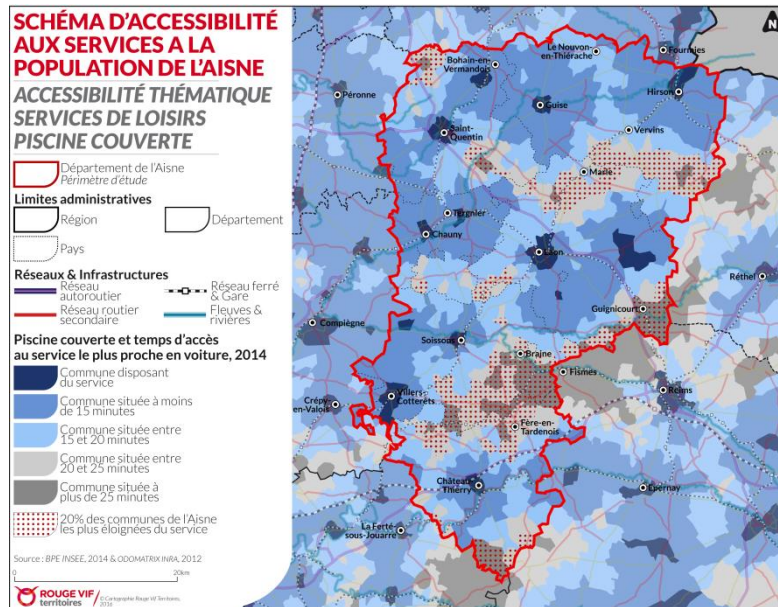 SCHÉMA D'ACCESSIBILITÉ
AUX SERVICES A LA
POPULATION DE L'AISNE
ACCESSIBILITÉ THÉMATIQUE
SERVICES DE LOISIRS
PISCINE COUVERTE
Département de l'Aisne
Périmètre d'étude
Limites administratives
Région
Département
Pays
Réseaux & Infrastructures
Réseau autoroutier
Réseau ferré & Gare
Réseau routier secondaire
Fleuves & rivières
Piscine couverte et temps d'accès
au service le plus proche en voiture, 2014
Commune disposant
du service
Commune située à moins
de 15 minutes
Commune située entre
15 et 20 minutes
Commune située entre
20 et 25 minutes
Commune située à
plus de 25 minutes
20% des communes de l'Aisne
les plus éloignées du service
Source : BPE INSEE, 2014 & ODOMATRIX INRA, 2012
0 20km
ROUGE VIF
territoires
© Cartographie Rouge Vif Territoires,
2016
N
Le Nouvion-
en-Thiérache
Fourmies
Bohain-en-
Vermandois
Péronne
Guise
Hirson
Saint-
Quentin
Vervins
Marle
Tergnier
Chauny
Laon
Réthel
Guignicourt
Compiègne
Soissons
Braine
Fismes
Reims
Villers-
Cotterêts
Crépy-
en-Valois
Fère-en-
Tardenois
Château-
Thierry
Epernay
La Ferté-
sous-Jouarre